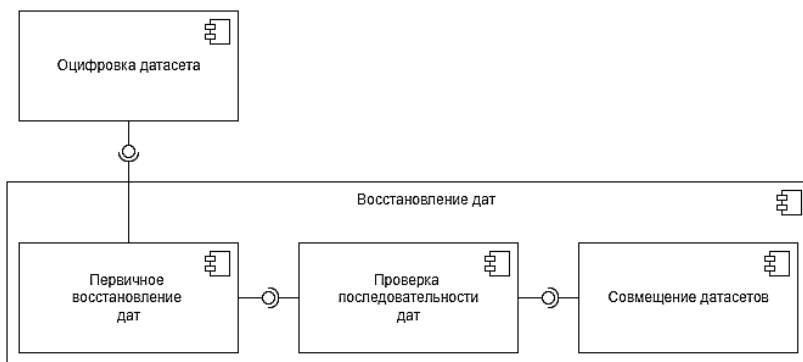 Оцифровка датасета
Восстановление дат
Первичное
восстановление
дат
Проверка
последовательности
дат
Совмещение датасетов